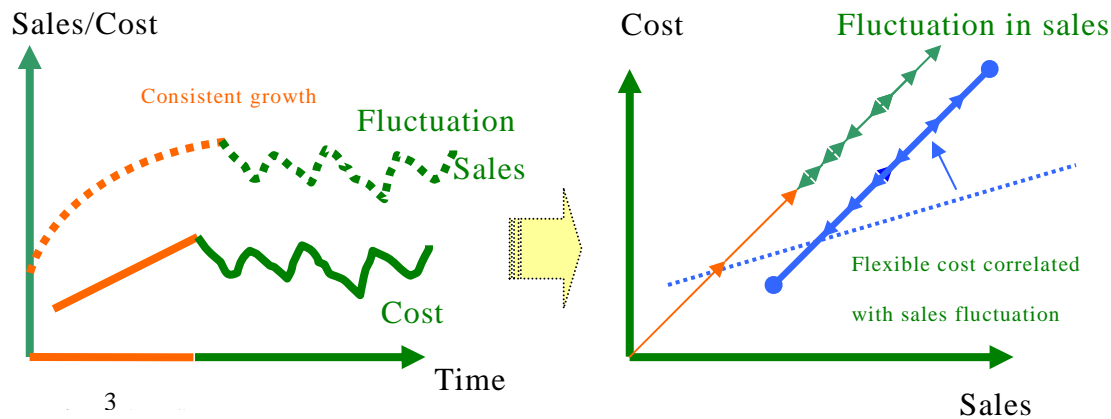 Sales/Cost
Consistent growth
Fluctuation
Sales
Cost
Time
3
Cost
Fluctuation in sales
Flexible cost correlated
with sales fluctuation
Sales